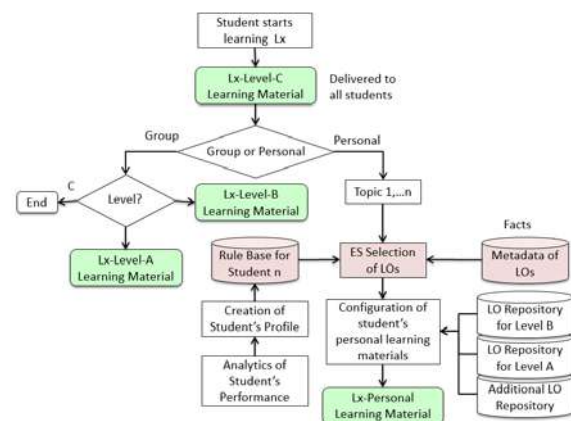 Student starts
learning Lx
Lx-Level-C
Learning Material
Delivered to
all students
Group
Group or Personal
Personal
C
End
Level?
Lx-Level-B
Learning Material
Topic 1,...n
Lx-Level-A
Learning Material
Facts
Rule Base for
Student n
ES Selection
of LOs
Metadata of
LOs
Creation of
Student's Profile
Configuration of
student's
personal learning
materials
LO Repository
for Level B
Analytics of
Student's
Performance
LO Repository
for Level A
Lx-Personal
Learning Material
Additional LO
Repository